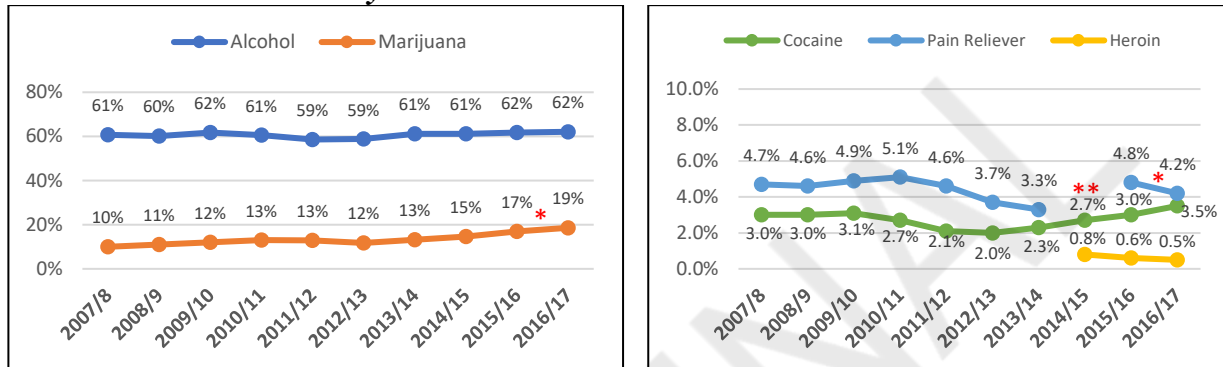 Alcohol Marijuana
80%
61% 60% 62% 61% 59% 59% 61% 61% 62% 62%
60%
40%
20%
10% 11% 12% 13% 13% 12% 13% 15% 17% * 19%
0%
2007/8 2008/9 2009/10 2010/11 2011/12 2012/13 2013/14 2014/15 2015/16 2016/17
Cocaine Pain Reliever Heroin
10.0%
8.0%
6.0%
4.7% 4.6% 4.9% 5.1% 4.6% 3.7% 3.3% ** 4.8% * 4.2%
4.0%
3.0% 3.0% 3.1% 2.7% 2.1% 2.0% 2.3% 2.7% 3.0% 3.5%
2.0%
0.8% 0.6% 0.5%
0.0%
2007/8 2008/9 2009/10 2010/11 2011/12 2012/13 2013/14 2014/15 2015/16 2016/17